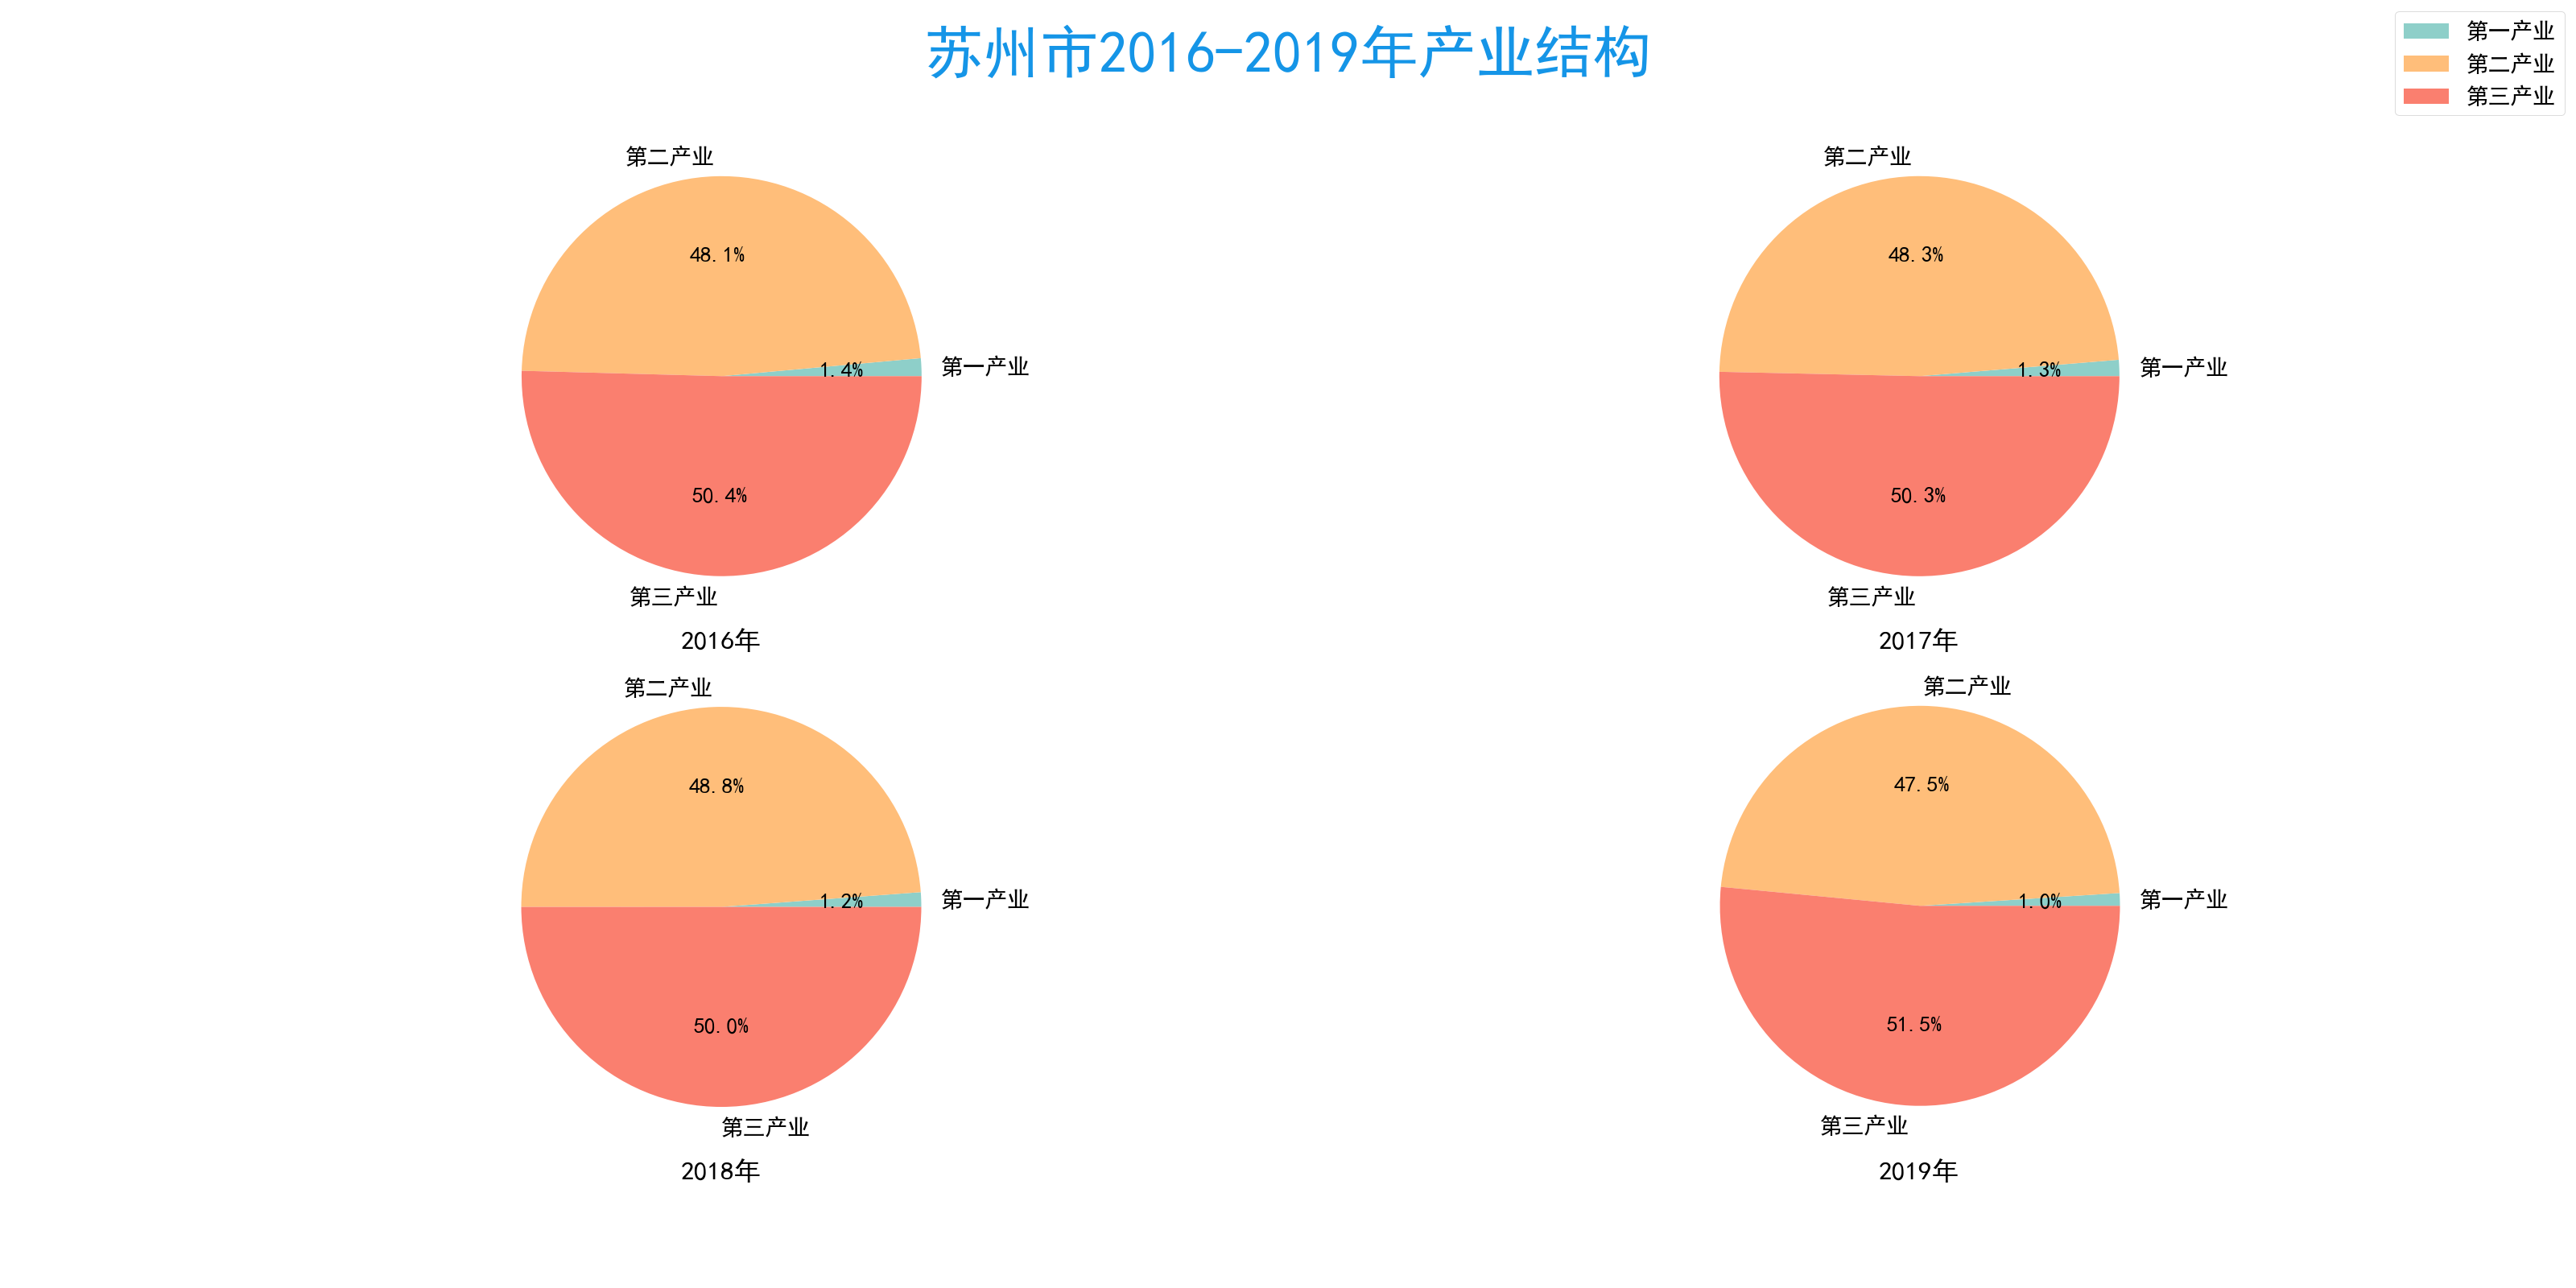 苏州市2016-2019年产业结构
第一产业
第二产业
第三产业
第二产业
48.1%
1.4%
第一产业
50.4%
第三产业
2016年
第二产业
48.3%
1.3%
第一产业
50.3%
第三产业
2017年
第二产业
48.8%
1.2%
第一产业
50.0%
第三产业
2018年
第二产业
47.5%
1.0%
第一产业
51.5%
第三产业
2019年